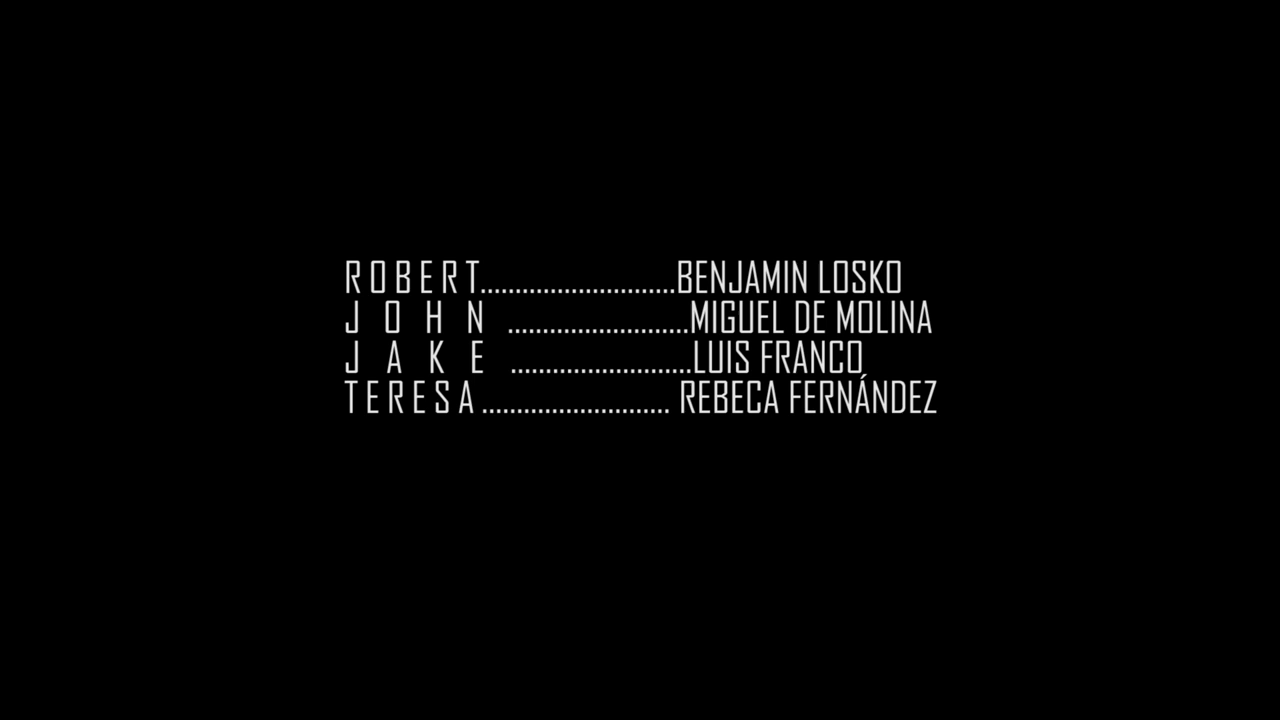 ROBERT............................BENJAMIN LOSKO
JOHN ..........................MIGUEL DE MOLINA
JAKE ..........................LUIS FRANCO
TERESA........................... REBECA FERNÁNDEZ